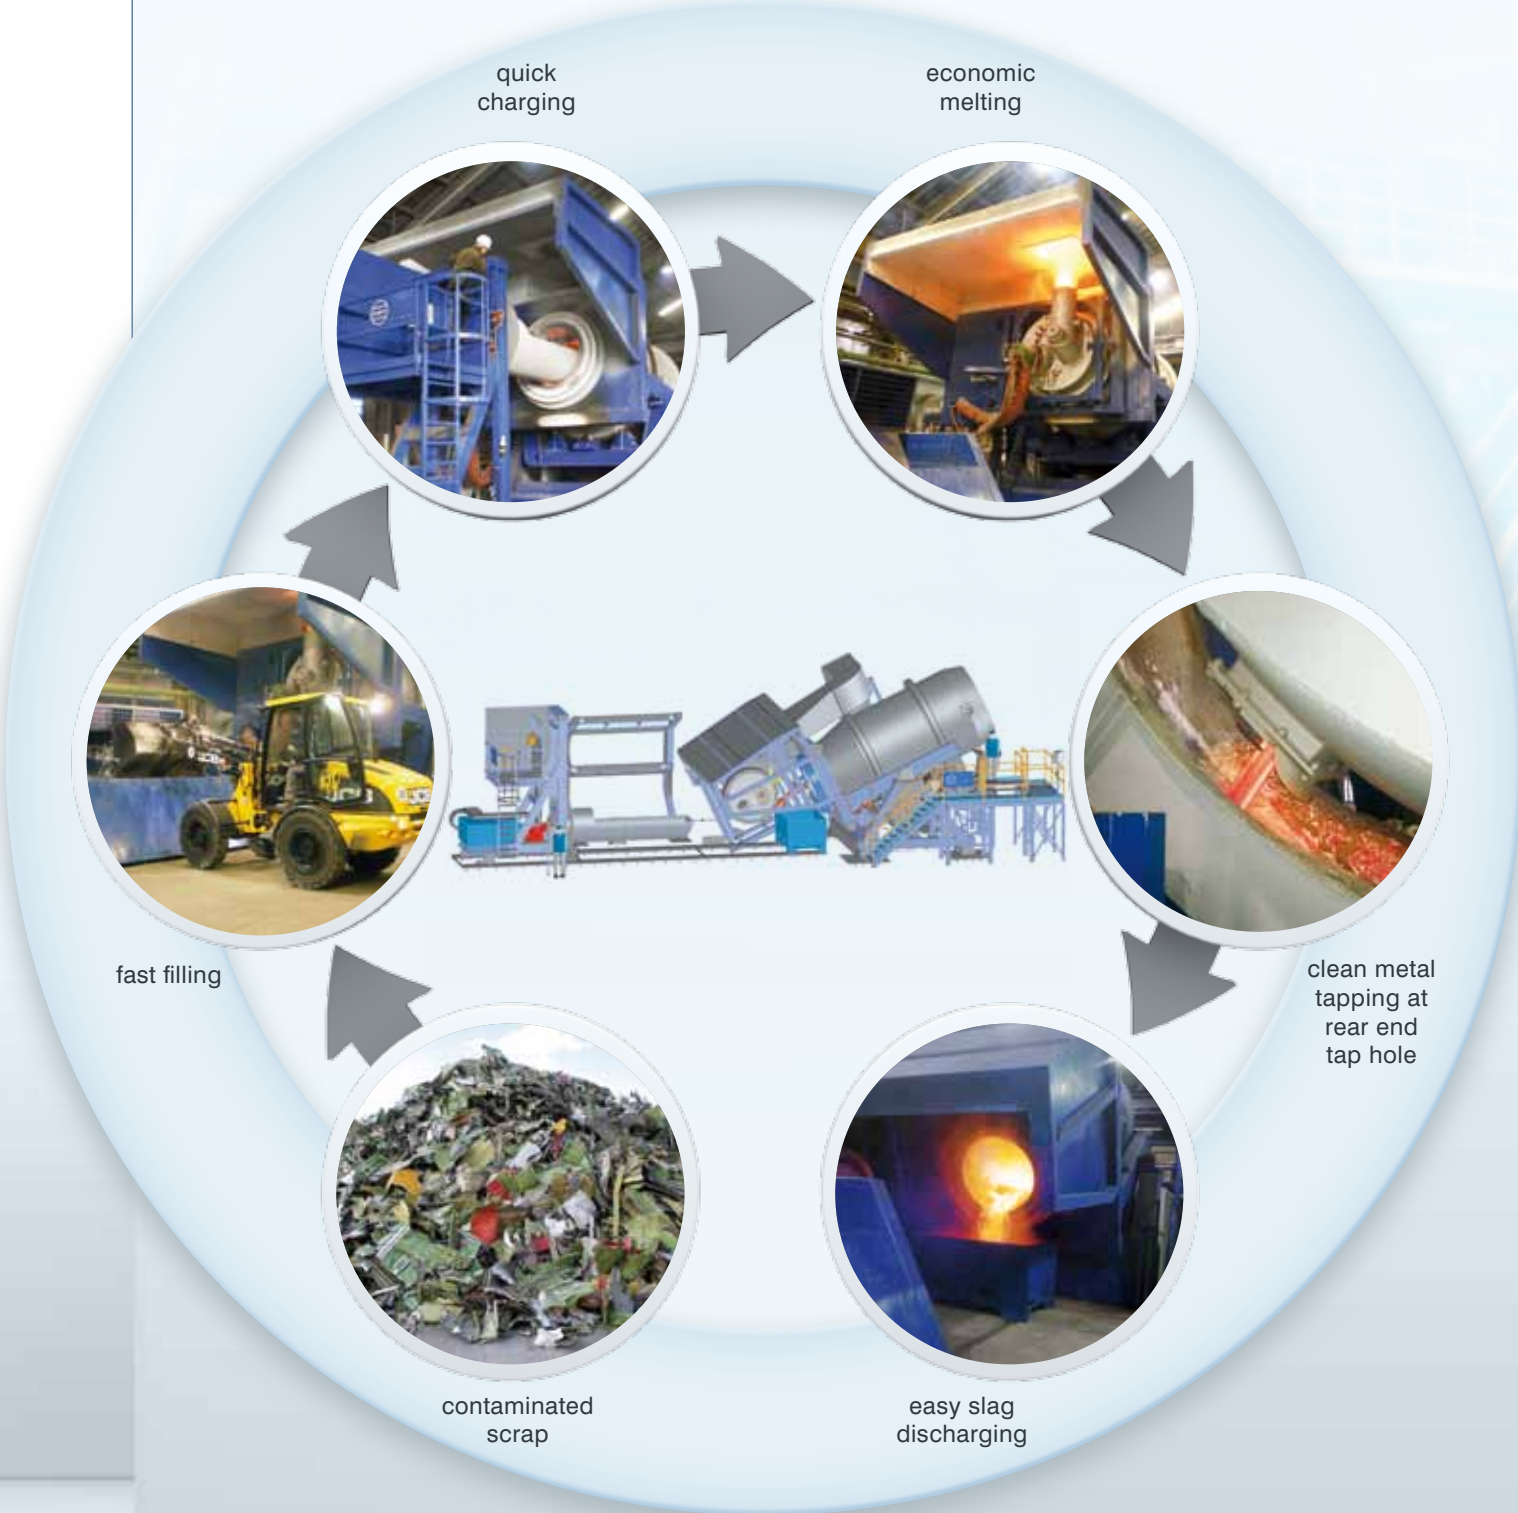 quick
charging
economic
melting
fast filling
clean metal
tapping at
rear end
tap hole
contaminated
scrap
easy slag
discharging